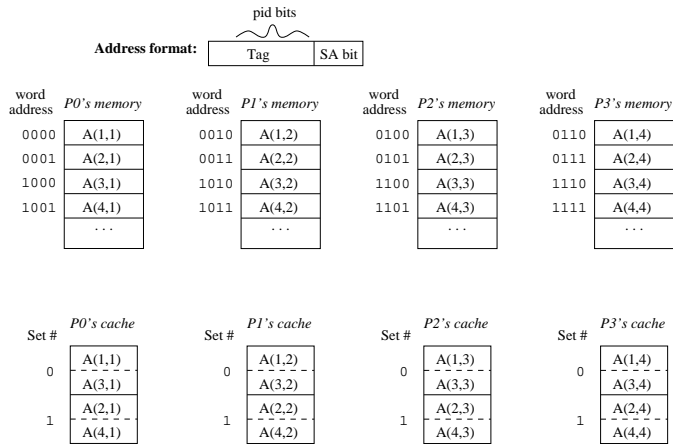 pid bits
Address format: Tag SA bit
word address P0's memory word address P1's memory word address P2's memory word address P3's memory
0000 A(1,1) 0010 A(1,2) 0100 A(1,3) 0110 A(1,4)
0001 A(2,1) 0011 A(2,2) 0101 A(2,3) 0111 A(2,4)
1000 A(3,1) 1010 A(3,2) 1100 A(3,3) 1110 A(3,4)
1001 A(4,1) 1011 A(4,2) 1101 A(4,3) 1111 A(4,4)
... ... ... ...
Set # P0's cache Set # P1's cache Set # P2's cache Set # P3's cache
A(1,1) A(1,2) A(1,3) A(1,4)
0 0 0 0
A(3,1) A(3,2) A(3,3) A(3,4)
A(2,1) A(2,2) A(2,3) A(2,4)
1 1 1 1
A(4,1) A(4,2) A(4,3) A(4,4)